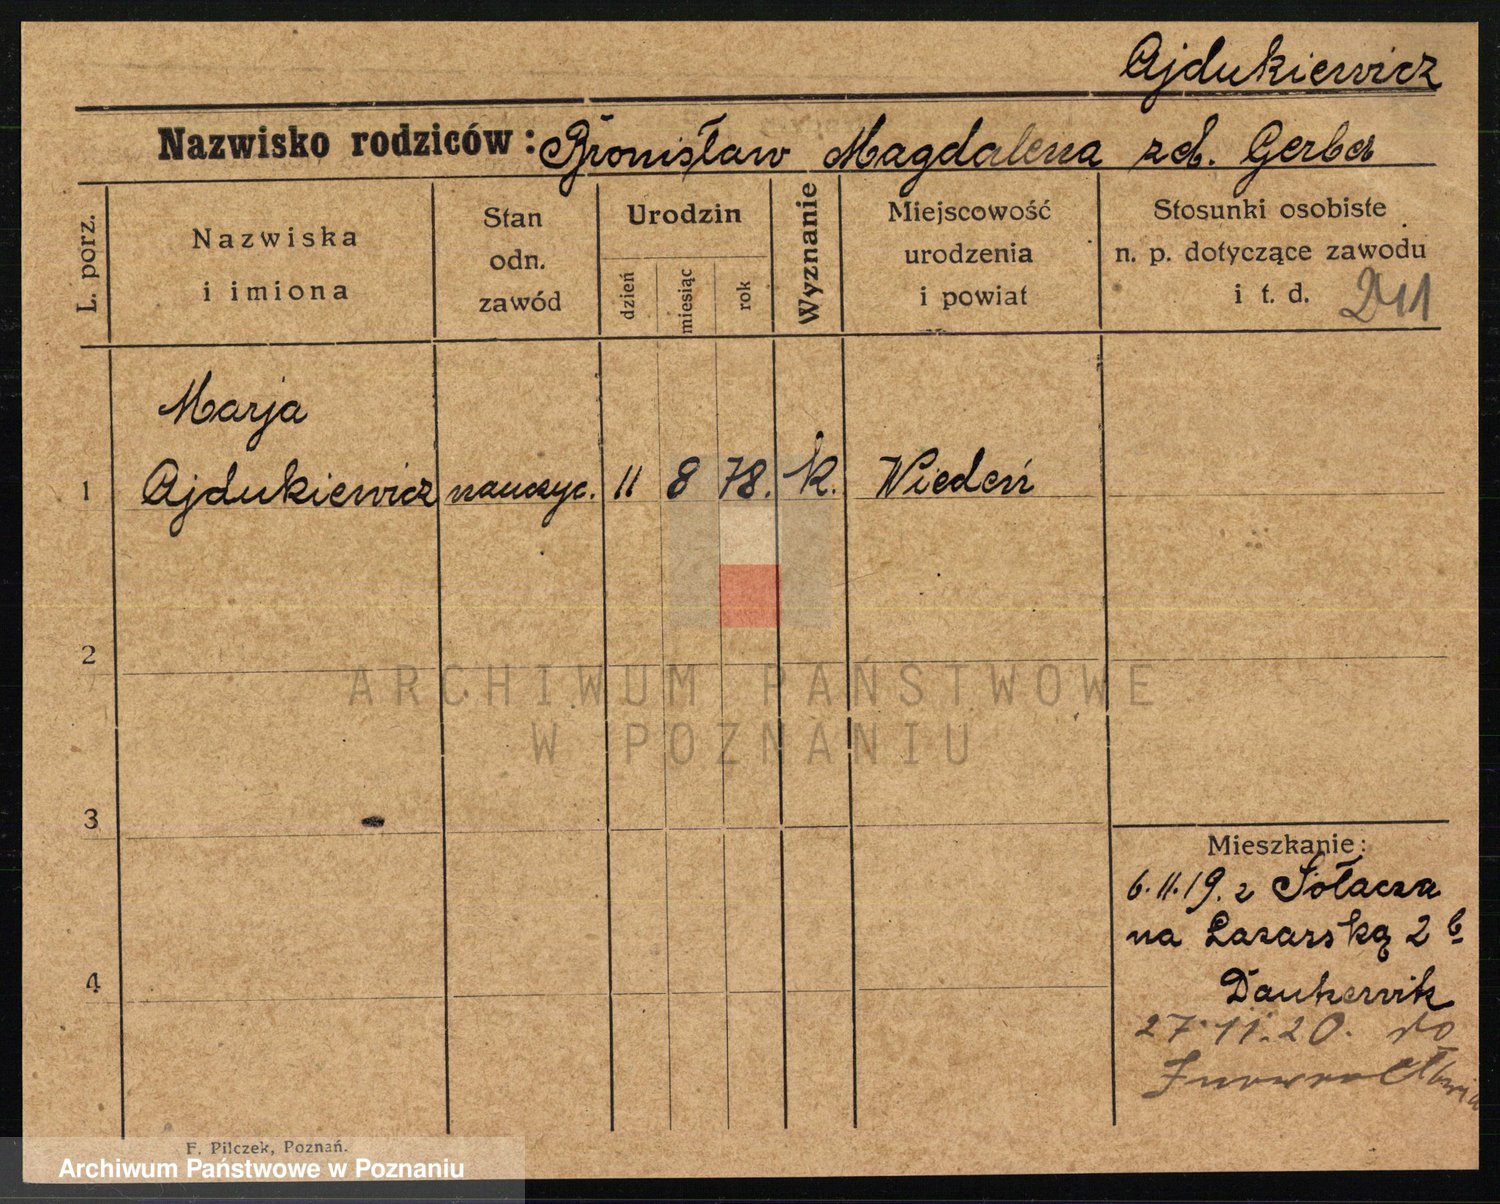 Ajdukiewicz
Nazwisko rodziców: Bronisław Magdalena zd. Gerber
L. porz.
Nazwiska
i imiona
Stan
odn.
zawód
Urodzin
dzień
miesiąc
rok
Wyznanie
Miejscowość
urodzenia
i powiat
Stosunki osobiste
n. p. dotyczące zawodu
i t. d.
Marja
1 Ajdukiewicz nauczyc. 11 8 78. k. Wiedeń
2
ARCHIWUM PAŃSTWOWE
W POZNANIU
3
Mieszkanie:
6.11.19. z Sołacza
na Łazarską 2 b
4
27.11.20. do
F. Pilczek, Poznań.
Archiwum Państwowe w Poznaniu